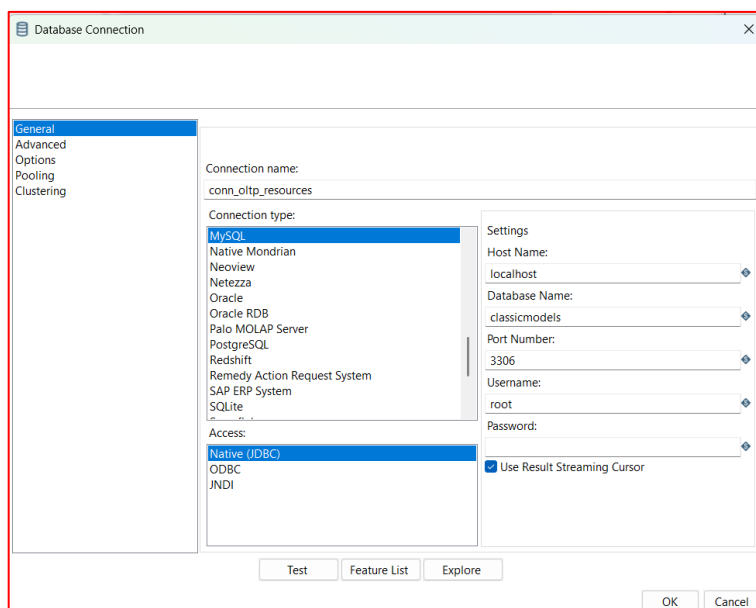 Database Connection
General
Advanced
Options
Pooling
Clustering
Connection name:
conn_oltp_resources
Connection type:
MySQL
Native Mondrian
Neoview
Netezza
Oracle
Oracle RDB
Palo MOLAP Server
PostgreSQL
Redshift
Remedy Action Request System
SAP ERP System
SQLite
Access:
Native (JDBC)
ODBC
JNDI
Settings
Host Name:
localhost
Database Name:
classicmodels
Port Number:
3306
Username:
root
Password:
Use Result Streaming Cursor
Test Feature List Explore
OK Cancel